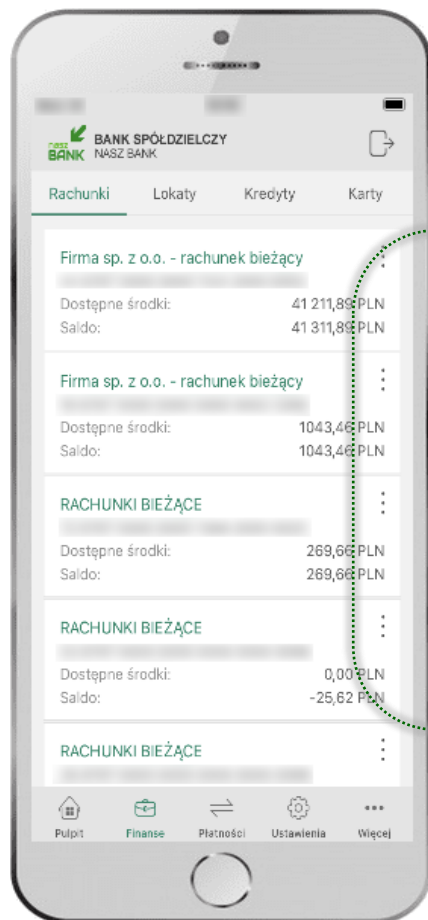 nasz
BANK
BANK SPÓŁDZIELCZY
NASZ BANK
Rachunki Lokaty Kredyty Karty
Firma sp. z o.o. - rachunek bieżący
Dostępne środki: 41 211,89 PLN
Saldo: 41 311,89 PLN
Firma sp. z o.o. - rachunek bieżący
Dostępne środki: 1043,46 PLN
Saldo: 1043,46 PLN
RACHUNKI BIEŻĄCE
Dostępne środki: 269,66 PLN
Saldo: 269,66 PLN
RACHUNKI BIEŻĄCE
Dostępne środki: 0,00 PLN
Saldo: -25,62 PLN
RACHUNKI BIEŻĄCE
Pulpit Finanse Płatności Ustawienia Więcej